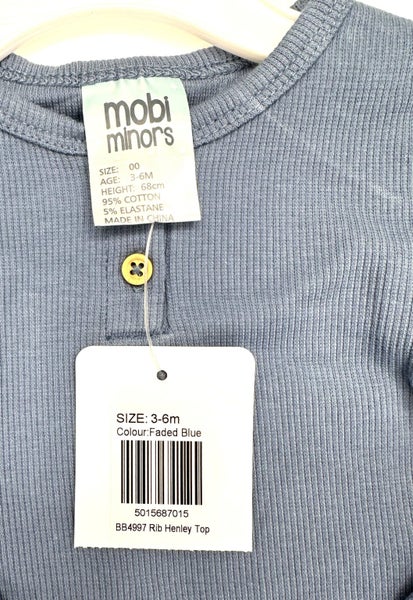 mobi
minors
SIZE: 00
AGE: 3-6M
HEIGHT: 68cm
95% COTTON
5% ELASTANE
MADE IN CHINA
SIZE: 3-6m
Colour:Faded Blue
5015687015
BB4997 Rib Henley Top